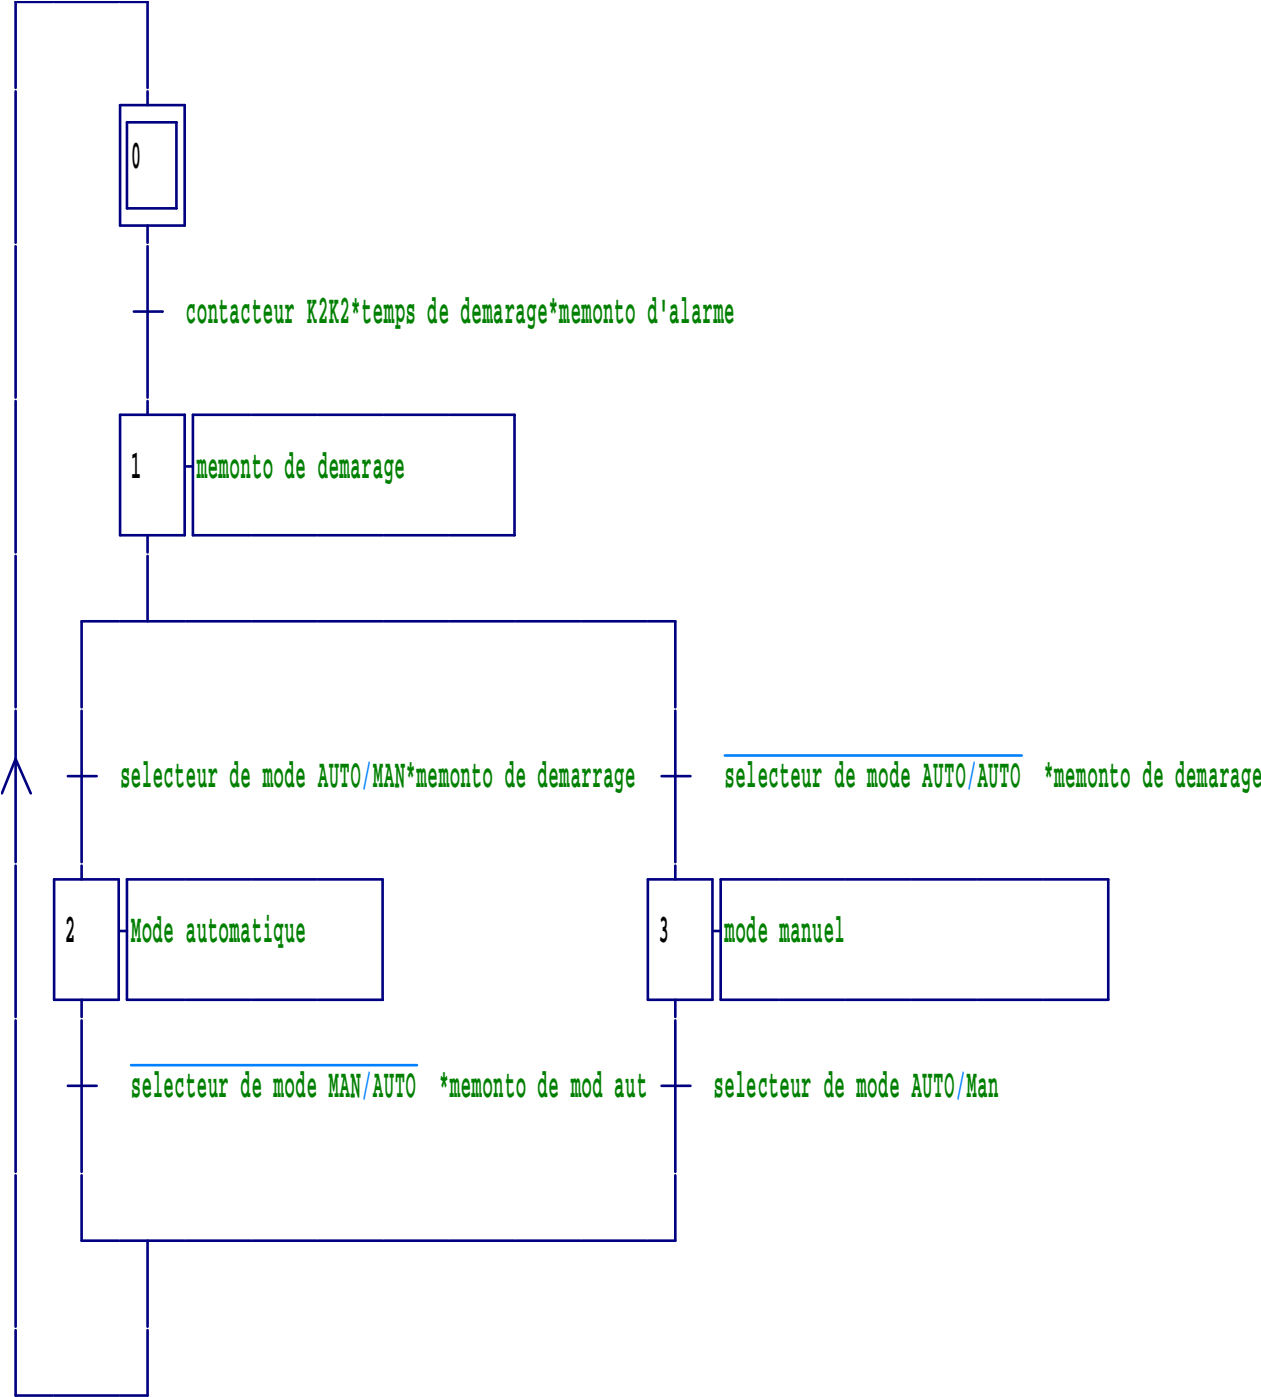 0
contacteur K2K2*temps de demarage*memonto d'alarme
1 memonto de demarage
selecteur de mode AUTO/MAN*memonto de demarrage
selecteur de mode AUTO/AUTO *memonto de demarage
2 Mode automatique
3 mode manuel
selecteur de mode MAN/AUTO *memonto de mod aut
selecteur de mode AUTO/Man